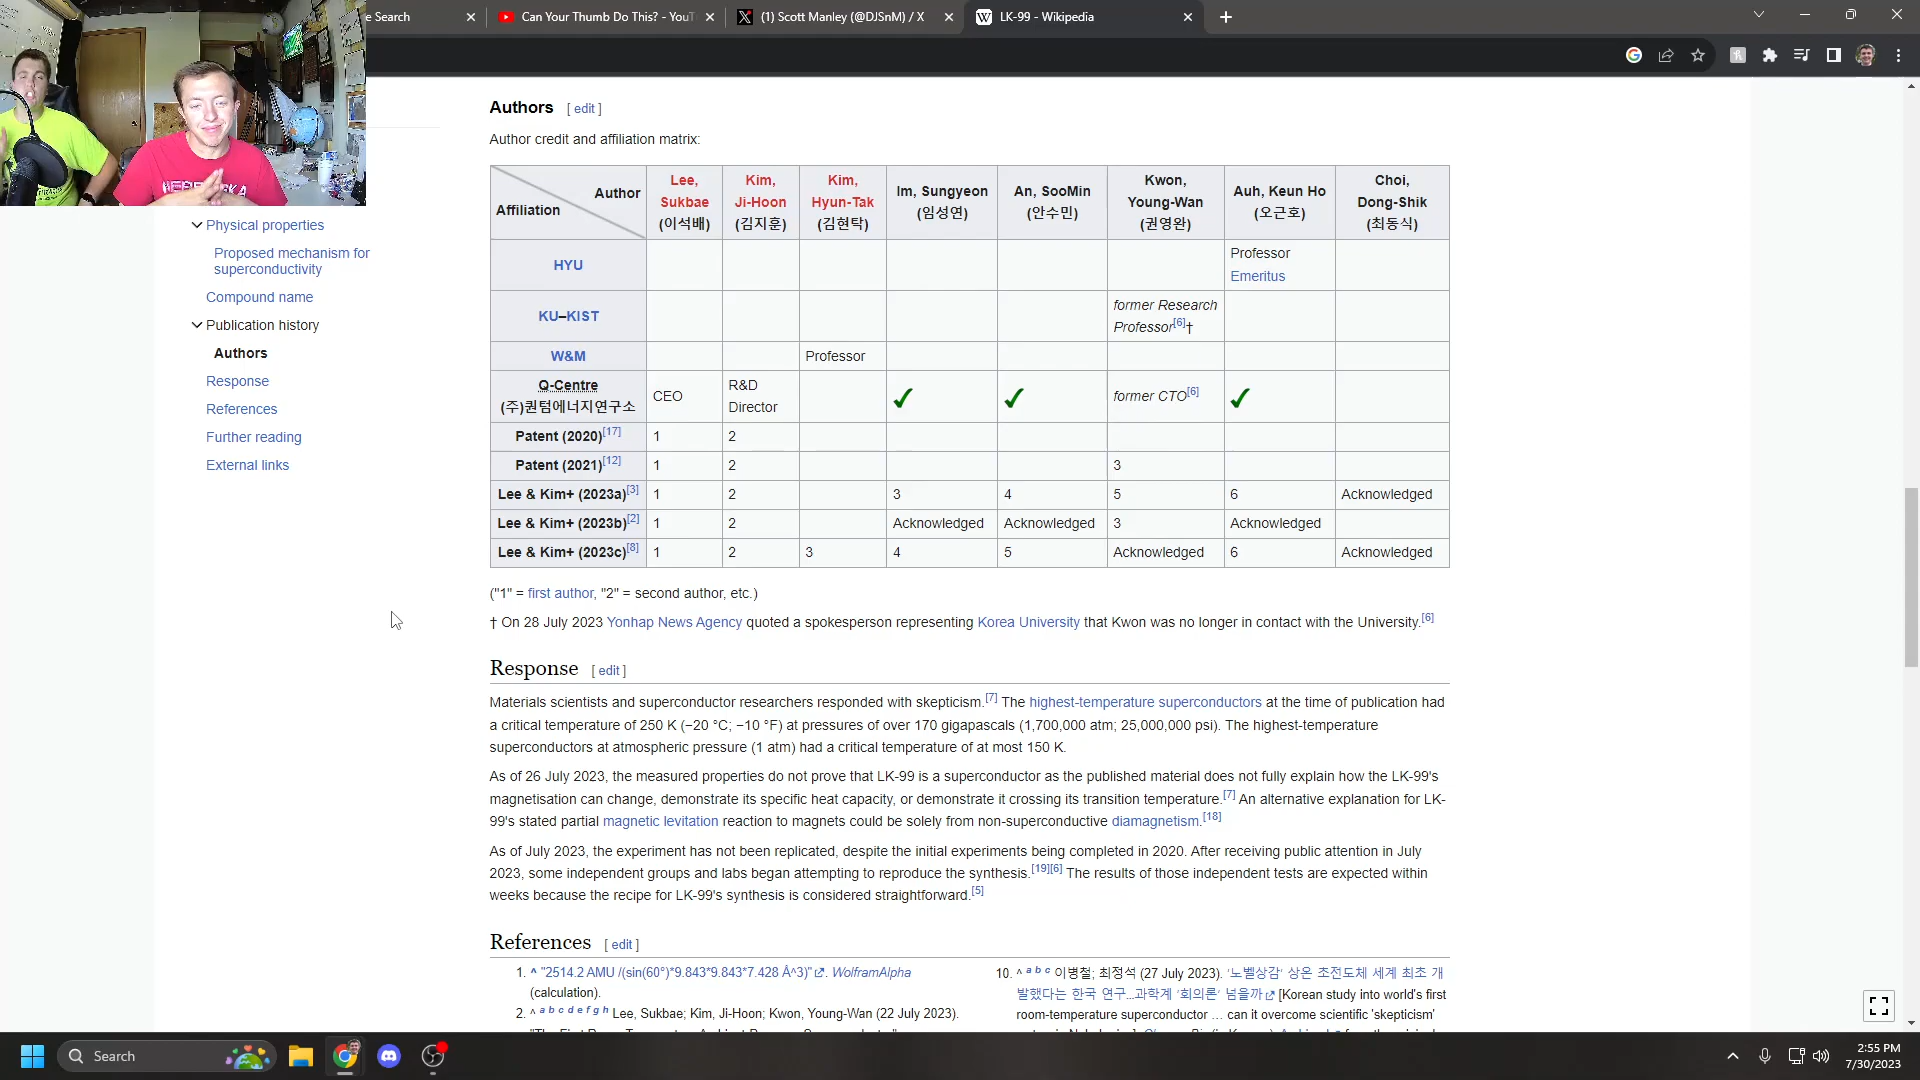 e Search
Can Your Thumb Do This? - YouT
(1) Scott Manley (@DJSnM) / X
LK-99 - Wikipedia
Physical properties
Proposed mechanism for
superconductivity
Compound name
Publication history
Authors
Response
References
Further reading
External links
Authors [ edit ]
Author credit and affiliation matrix:
Author
Affiliation
Lee, Sukbae (이석배)
Kim, Ji-Hoon (김지훈)
Kim, Hyun-Tak (김현탁)
Im, Sungyeon (임성연)
An, SooMin (안수민)
Kwon, Young-Wan (권영완)
Auh, Keun Ho (오근호)
Choi, Dong-Shik (최동식)
HYU Professor Emeritus
KU–KIST former Research Professor[6]†
W&M Professor
Q-Centre (주)퀀텀에너지연구소 CEO R&D Director ✓ ✓ former CTO[6] ✓
Patent (2020)[17] 1 2
Patent (2021)[12] 1 2 3
Lee & Kim+ (2023a)[3] 1 2 3 4 5 6 Acknowledged
Lee & Kim+ (2023b)[2] 1 2 Acknowledged Acknowledged 3 Acknowledged
Lee & Kim+ (2023c)[8] 1 2 3 4 5 Acknowledged 6 Acknowledged
("1" = first author, "2" = second author, etc.)
† On 28 July 2023 Yonhap News Agency quoted a spokesperson representing Korea University that Kwon was no longer in contact with the University.[6]
Response [ edit ]
Materials scientists and superconductor researchers responded with skepticism.[7] The highest-temperature superconductors at the time of publication had
a critical temperature of 250 K (−20 °C; −10 °F) at pressures of over 170 gigapascals (1,700,000 atm; 25,000,000 psi). The highest-temperature
superconductors at atmospheric pressure (1 atm) had a critical temperature of at most 150 K.
As of 26 July 2023, the measured properties do not prove that LK-99 is a superconductor as the published material does not fully explain how the LK-99's
magnetisation can change, demonstrate its specific heat capacity, or demonstrate it crossing its transition temperature.[7] An alternative explanation for LK-
99's stated partial magnetic levitation reaction to magnets could be solely from non-superconductive diamagnetism.[18]
As of July 2023, the experiment has not been replicated, despite the initial experiments being completed in 2020. After receiving public attention in July
2023, some independent groups and labs began attempting to reproduce the synthesis.[19][6] The results of those independent tests are expected within
weeks because the recipe for LK-99's synthesis is considered straightforward.[5]
References [ edit ]
1. ^ "2514.2 AMU /(sin(60°)*9.843*9.843*7.428 Å^3)". WolframAlpha
(calculation).
2. ^ a b c d e f g h Lee, Sukbae; Kim, Ji-Hoon; Kwon, Young-Wan (22 July 2023).
10. ^ a b c 이병철; 최정석 (27 July 2023). '노벨상감' 상온 초전도체 세계 최초 개
발했다는 한국 연구...과학계 '회의론' 넘을까 [Korean study into world's first
room-temperature superconductor ... can it overcome scientific 'skepticism'
Search
2:55 PM
7/30/2023